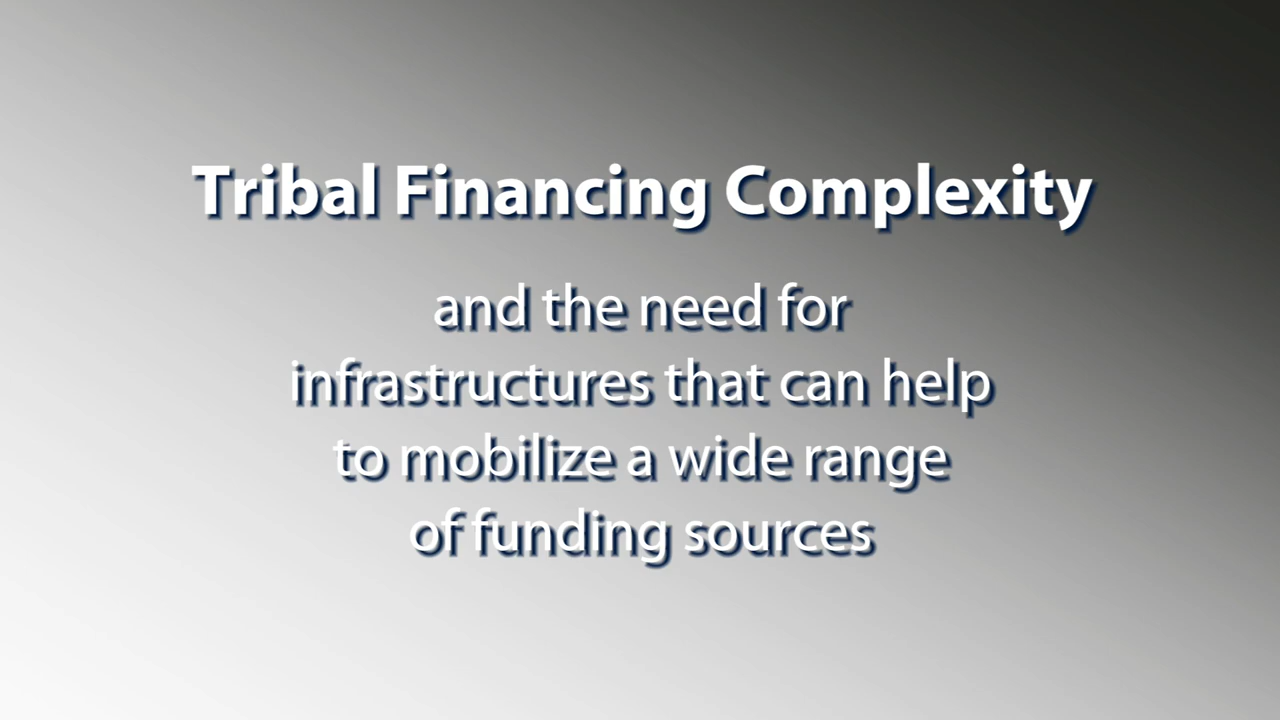 Tribal Financing Complexity
and the need for
infrastructures that can help
to mobilize a wide range
of funding sources